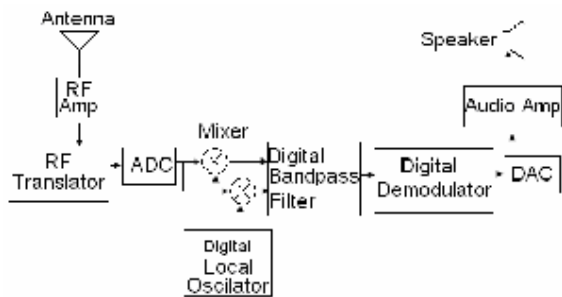 Antenna
Speaker
RF
Amp
Audio Amp
Mixer
RF
Translator
ADC
Digital
Bandpass
Filter
Digital
Demodulator
DAC
Digital
Local
Oscilator